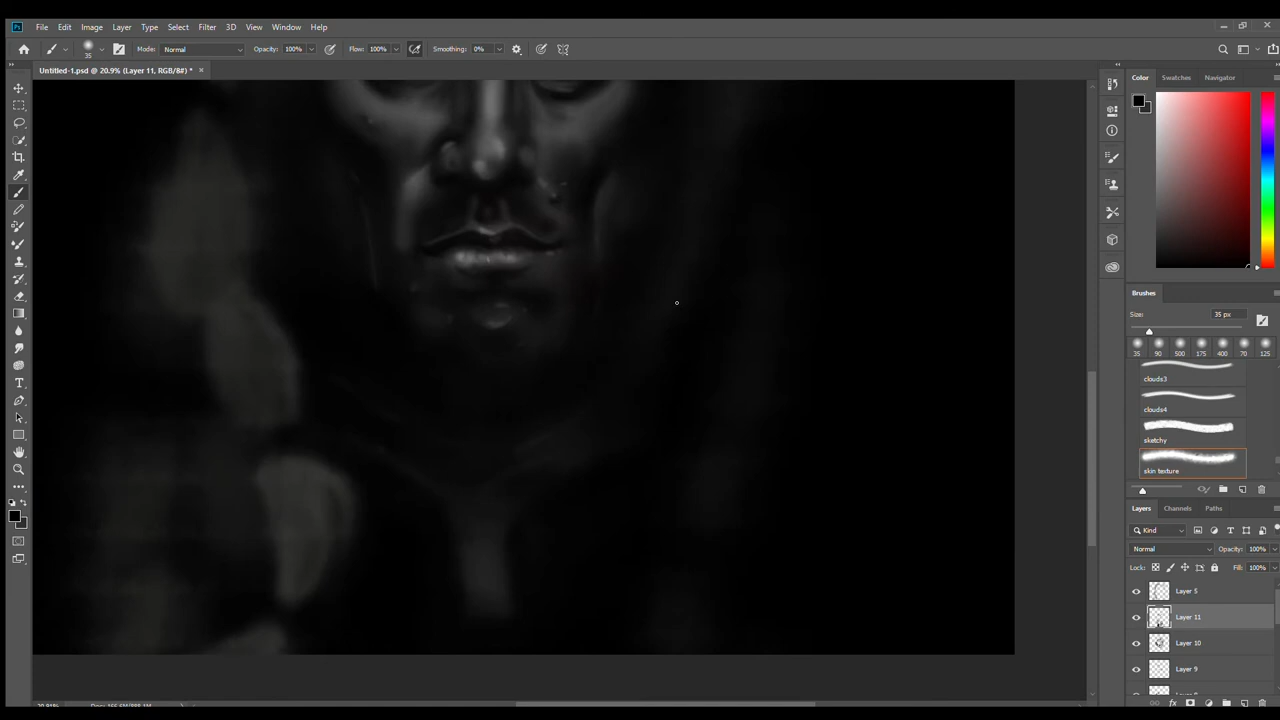 Ps File Edit Image Layer Type Select Filter 3D View Window Help
35 Mode: Normal Opacity: 100% Flow: 100% Smoothing: 0%
Untitled-1.psd @ 20.9% (Layer 11, RGB/8#) * ×
Color Swatches Navigator
Brushes
Size: 35 px
35 90 500 175 400 70 125
clouds3
clouds4
sketchy
skin texture
Layers Channels Paths
Kind
Normal Opacity: 100%
Lock: Fill: 100%
Layer 5
Layer 11
Layer 10
Layer 9
fx